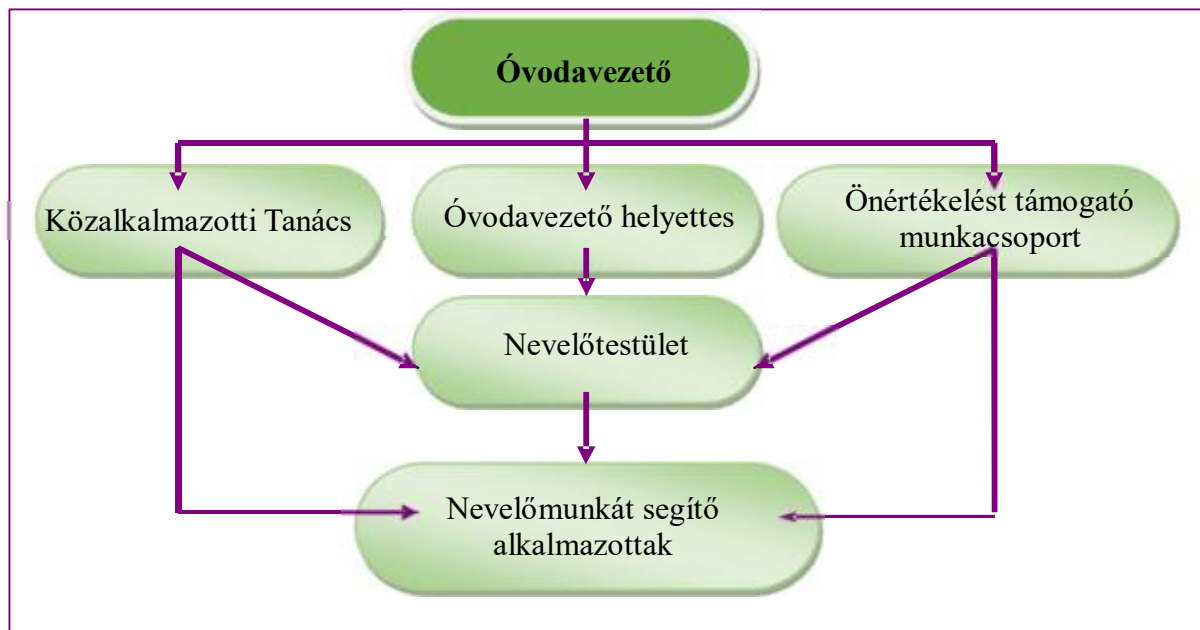 Óvodavezető
Közalkalmazotti Tanács
Óvodavezető helyettes
Önértékelést támogató
munkacsoport
Nevelőtestület
Nevelőmunkát segítő
alkalmazottak